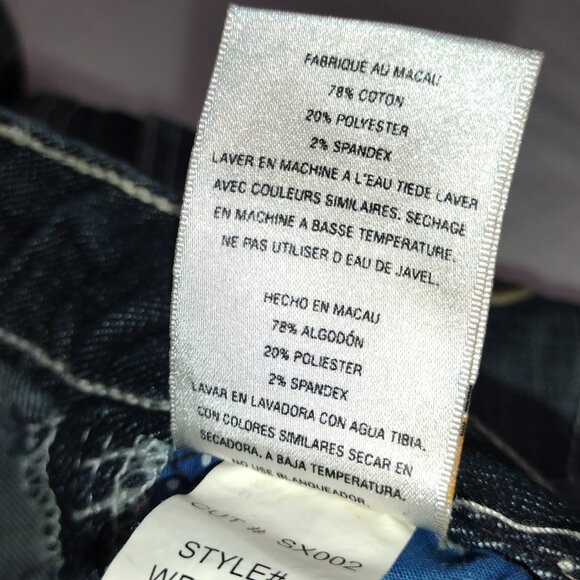 FABRIQUE AU MACAU
78% COTON
20% POLYESTER
2% SPANDEX
LAVER EN MACHINE A L'EAU TIEDE LAVER
AVEC COULEURS SIMILAIRES. SECHAGE
EN MACHINE A BASSE TEMPERATURE.
NE PAS UTILISER D EAU DE JAVEL.
HECHO EN MACAU
78% ALGODÓN
20% POLIESTER
2% SPANDEX
LAVAR EN LAVADORA CON AGUA TIBIA.
CON COLORES SIMILARES SECAR EN
SECADORA. A BAJA TEMPERATURA.
NO USE BLANQUEADOR.
CUT# SX002
STYLE#